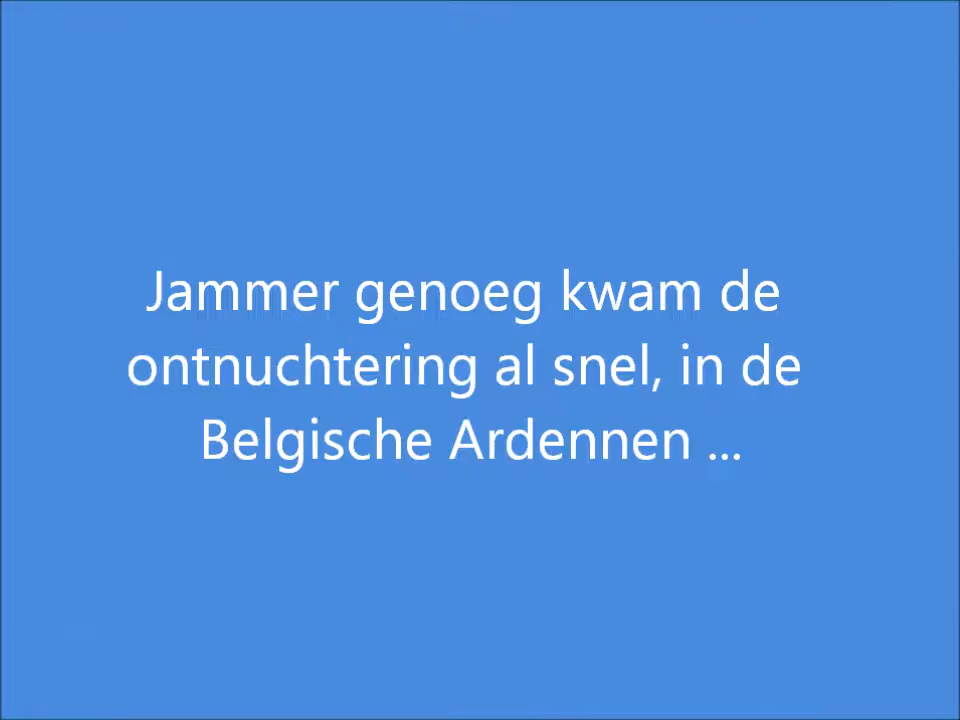 Jammer genoeg kwam de
ontnuchtering al snel, in de
Belgische Ardennen ...